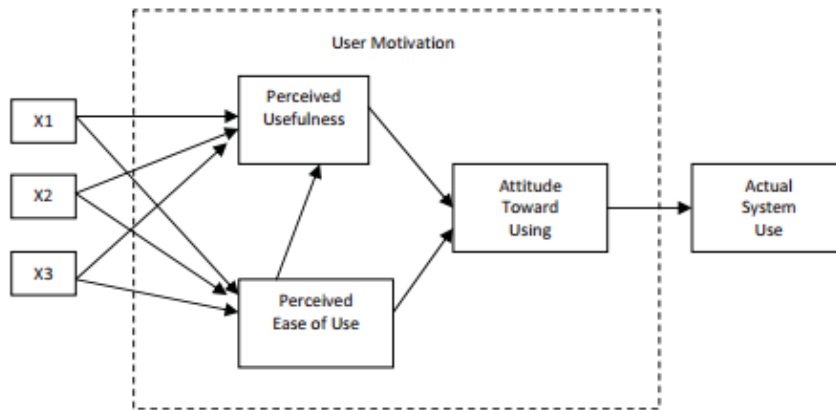 User Motivation
Perceived
Usefulness
X1
X2
X3
Attitude
Toward
Using
Actual
System
Use
Perceived
Ease of Use